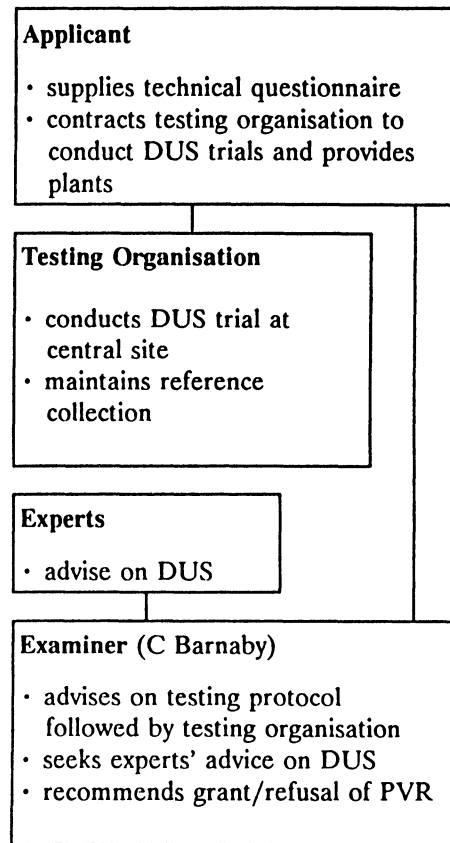 Applicant
· supplies technical questionnaire
· contracts testing organisation to
conduct DUS trials and provides
plants
Testing Organisation
· conducts DUS trial at
central site
· maintains reference
collection
Experts
· advise on DUS
Examiner (C Barnaby)
· advises on testing protocol
followed by testing organisation
· seeks experts' advice on DUS
· recommends grant/refusal of PVR